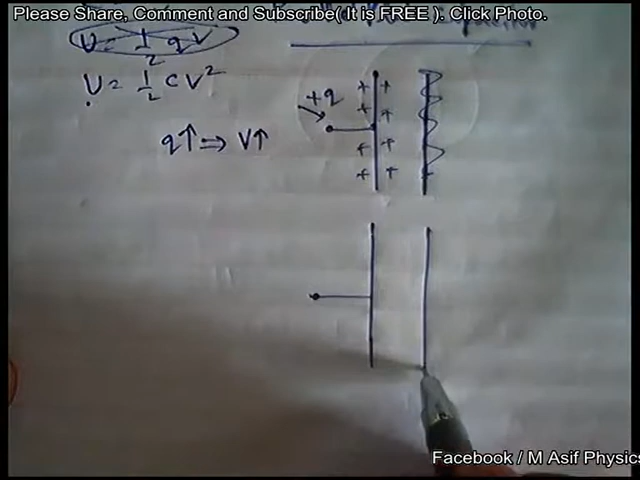 Please Share, Comment and Subscribe( It is FREE ). Click Photo.
U = 1/2 qV
U = 1/2 CV²
q↑ ⇒ V↑
+q
+ +
+ +
+ +
+ +
Facebook / M Asif Physics